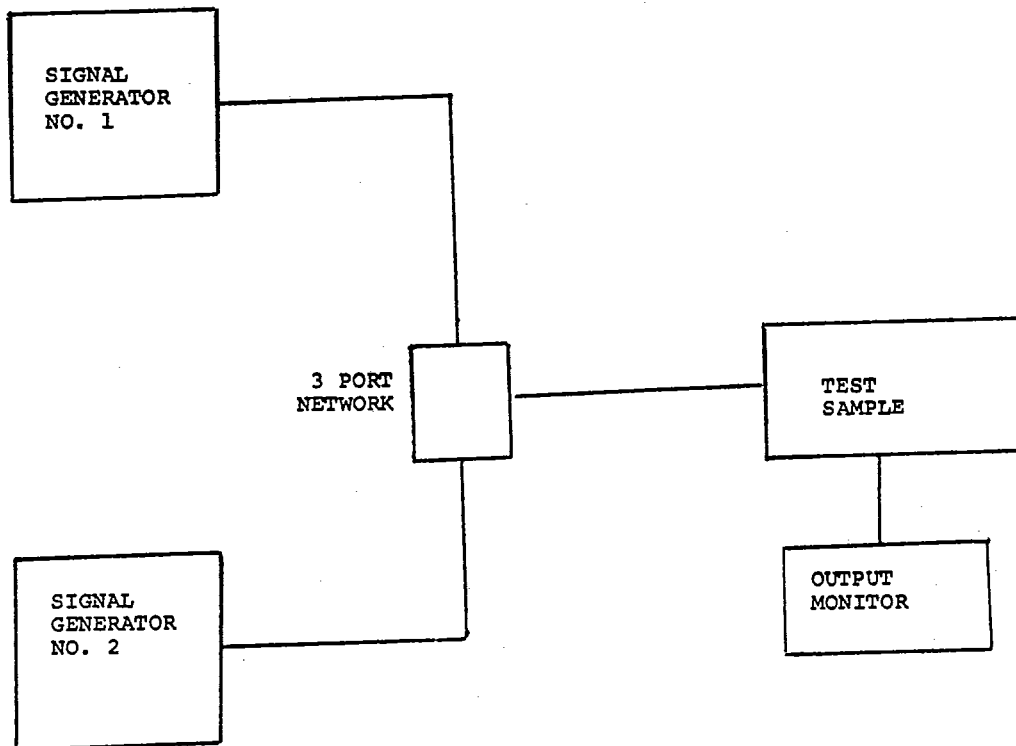 SIGNAL
GENERATOR
NO. 1
3 PORT
NETWORK
TEST
SAMPLE
OUTPUT
MONITOR
SIGNAL
GENERATOR
NO. 2